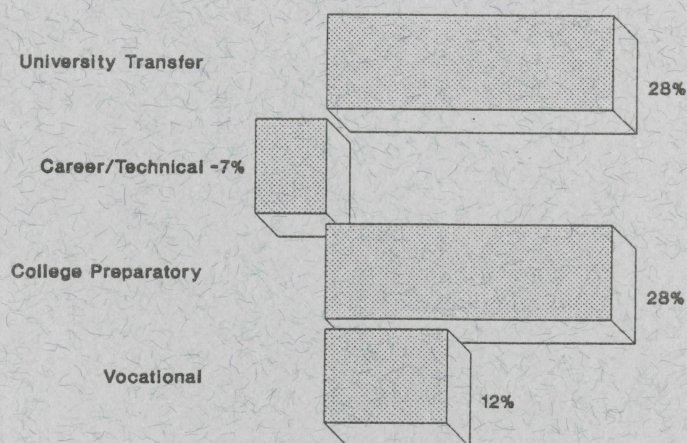 University Transfer
28%
Career/Technical -7%
College Preparatory
28%
Vocational
12%